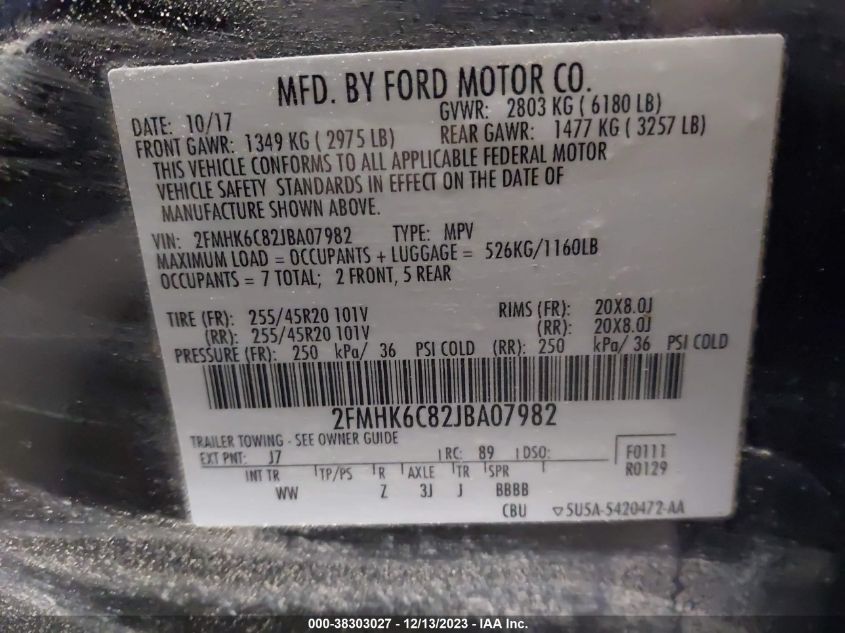 MFD. BY FORD MOTOR CO.
DATE: 10/17 GVWR: 2803 KG ( 6180 LB)
FRONT GAWR: 1349 KG ( 2975 LB) REAR GAWR: 1477 KG ( 3257 LB)
THIS VEHICLE CONFORMS TO ALL APPLICABLE FEDERAL MOTOR
VEHICLE SAFETY STANDARDS IN EFFECT ON THE DATE OF
MANUFACTURE SHOWN ABOVE.
VIN: 2FMHK6C82JBA07982 TYPE: MPV
MAXIMUM LOAD = OCCUPANTS + LUGGAGE = 526KG/1160LB
OCCUPANTS = 7 TOTAL; 2 FRONT, 5 REAR
TIRE (FR): 255/45R20 101V RIMS (FR): 20X8.0J
(RR): 255/45R20 101V (RR): 20X8.0J
PRESSURE (FR): 250 kPa/ 36 PSI COLD (RR): 250 kPa/ 36 PSI COLD
2FMHK6C82JBA07982
TRAILER TOWING - SEE OWNER GUIDE
EXT PNT: J7 RC: 89 DSO: F0111
R0129
INT TR TP/PS R AXLE TR SPR
WW Z 3J J BBBB
CBU ▽5U5A-5420472-AA
000-38303027 - 12/13/2023 - IAA Inc.